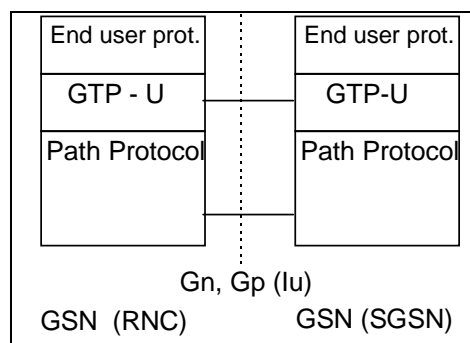 End user prot.
End user prot.
GTP - U
GTP-U
Path Protocol
Path Protocol
Gn, Gp (Iu)
GSN (RNC)
GSN (SGSN)